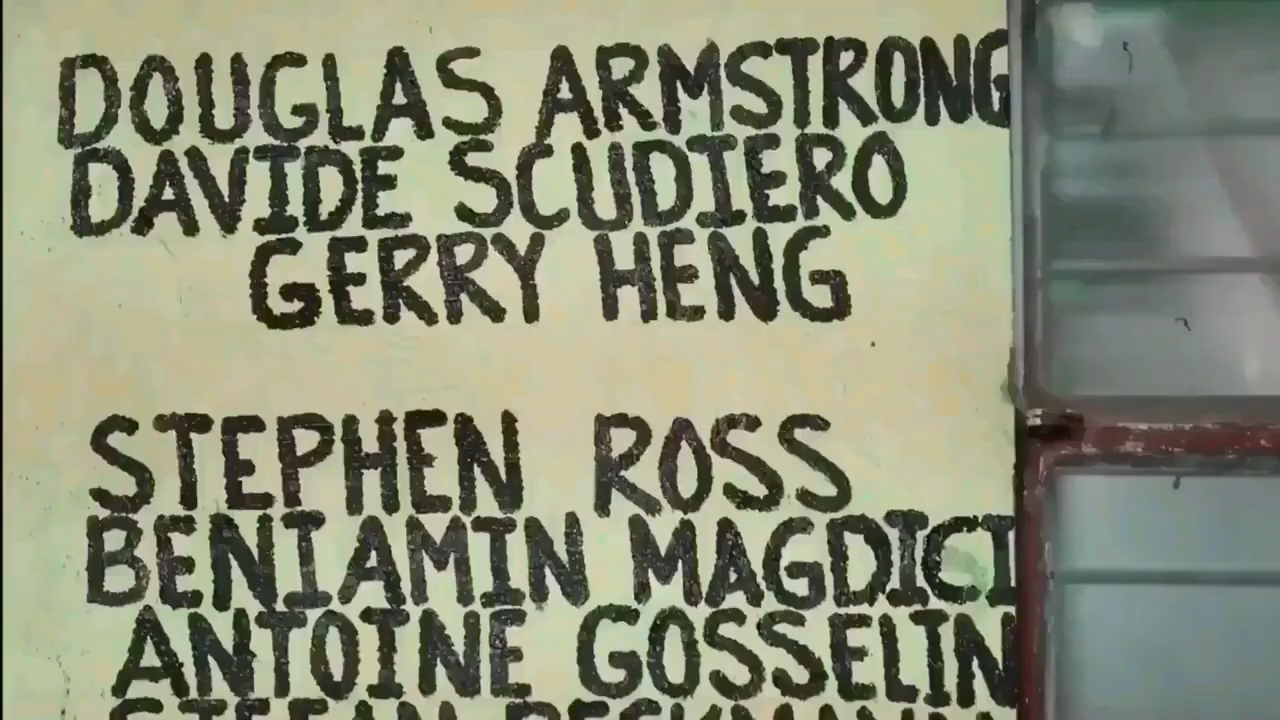 DOUGLAS ARMSTRONG
DAVIDE SCUDIERO
GERRY HENG
STEPHEN ROSS
BENIAMIN MAGDICI
ANTOINE GOSSELIN